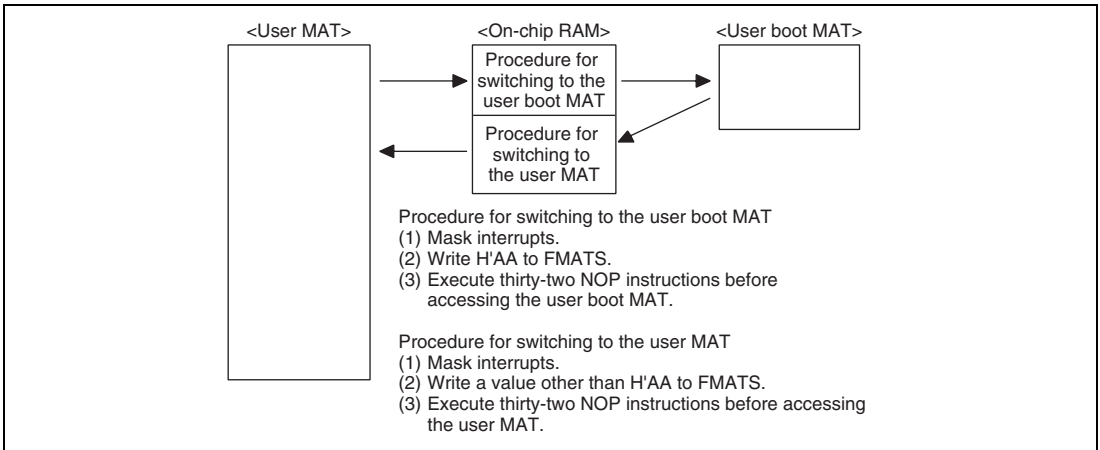 <User MAT>
<On-chip RAM>
<User boot MAT>
Procedure for
switching to the
user boot MAT
Procedure for
switching to
the user MAT
Procedure for switching to the user boot MAT
(1) Mask interrupts.
(2) Write H'AA to FMATS.
(3) Execute thirty-two NOP instructions before
accessing the user boot MAT.
Procedure for switching to the user MAT
(1) Mask interrupts.
(2) Write a value other than H'AA to FMATS.
(3) Execute thirty-two NOP instructions before accessing
the user MAT.